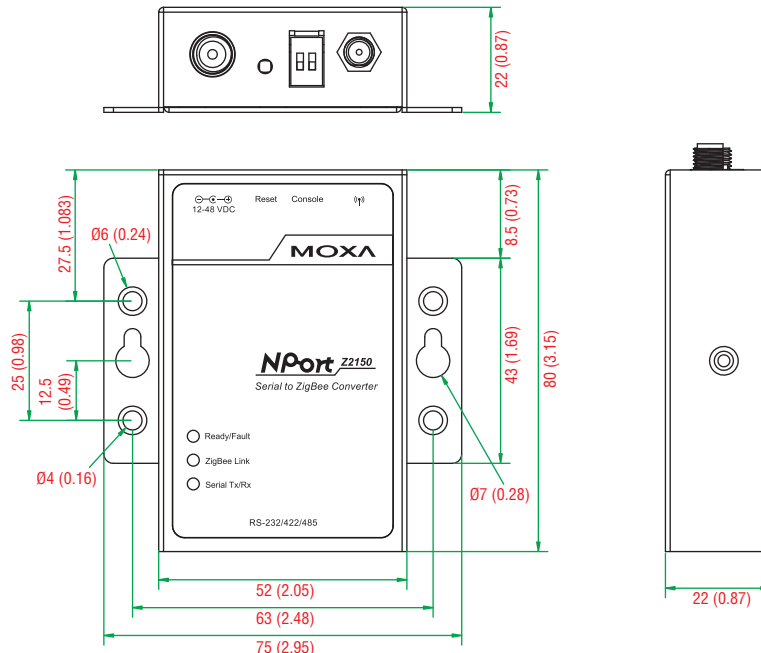 22 (0.87)
12-48 VDC
Reset
Console
MOXA
27.5 (1.083)
Ø6 (0.24)
8.5 (0.73)
25 (0.98)
12.5
(0.49)
43 (1.69)
80 (3.15)
NPort Z2150
Serial to ZigBee Converter
Ready/Fault
ZigBee Link
Serial Tx/Rx
Ø4 (0.16)
Ø7 (0.28)
RS-232/422/485
52 (2.05)
63 (2.48)
75 (2.95)
22 (0.87)